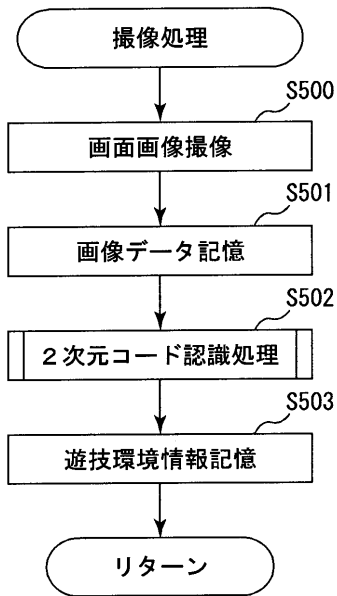 撮像処理
S500
画面画像撮像
S501
画像データ記憶
S502
2次元コード認識処理
S503
遊技環境情報記憶
リターン